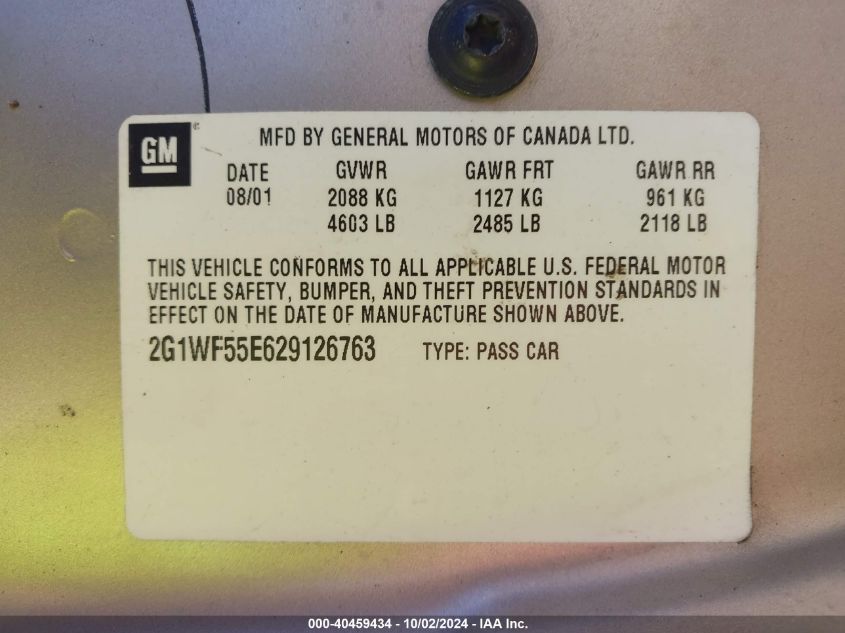 GM
MFD BY GENERAL MOTORS OF CANADA LTD.
DATE GVWR GAWR FRT GAWR RR
08/01 2088 KG 1127 KG 961 KG
4603 LB 2485 LB 2118 LB
THIS VEHICLE CONFORMS TO ALL APPLICABLE U.S. FEDERAL MOTOR
VEHICLE SAFETY, BUMPER, AND THEFT PREVENTION STANDARDS IN
EFFECT ON THE DATE OF MANUFACTURE SHOWN ABOVE.
2G1WF55E629126763 TYPE: PASS CAR
000-40459434 - 10/02/2024 - IAA Inc.